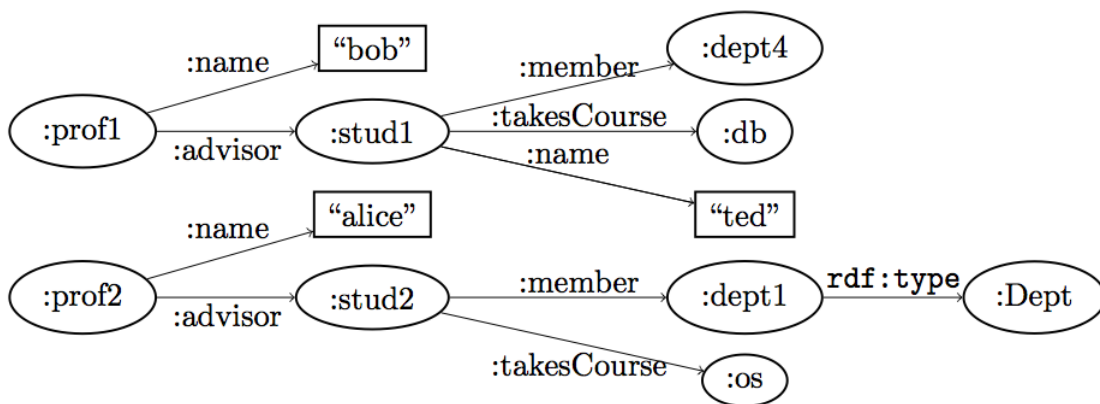 “bob”
:dept4
:name
:member
:prof1
:stud1
:takesCourse
:db
:advisor
:name
“alice”
“ted”
:name
:prof2
:stud2
:member
:dept1
rdf:type
:Dept
:advisor
:takesCourse
:os